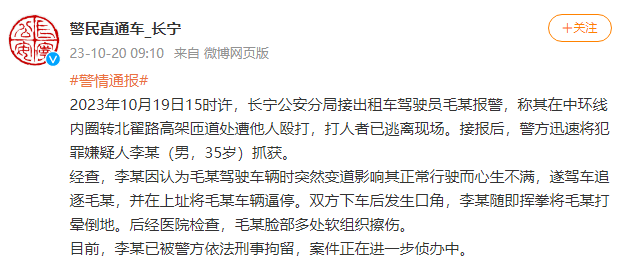 警民直通车_长宁
+关注
23-10-20 09:10 来自 微博网页版
#警情通报#
2023年10月19日15时许，长宁公安分局接出租车驾驶员毛某报警，称其在中环线
内圈转北翟路高架匝道处遭他人殴打，打人者已逃离现场。接报后，警方迅速将犯
罪嫌疑人李某（男，35岁）抓获。
经查，李某因认为毛某驾驶车辆时突然变道影响其正常行驶而心生不满，遂驾车追
逐毛某，并在上址将毛某车辆逼停。双方下车后发生口角，李某随即挥拳将毛某打
晕倒地。后经医院检查，毛某脸部多处软组织擦伤。
目前，李某已被警方依法刑事拘留，案件正在进一步侦办中。